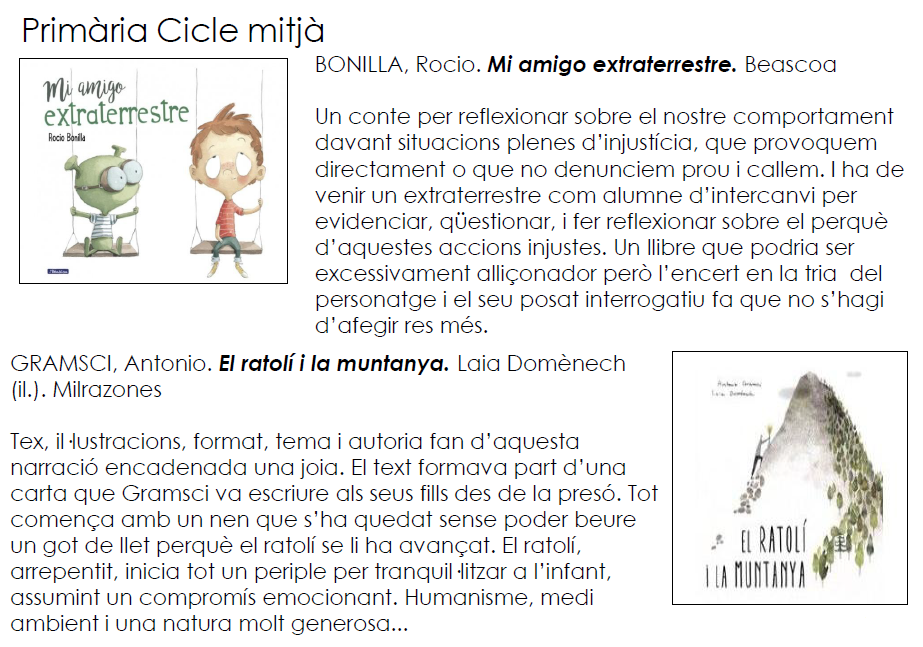 Primària Cicle mitjà
Mi amigo
extraterrestre
Rocio Bonilla
BONILLA, Rocio. Mi amigo extraterrestre. Beascoa
Un conte per reflexionar sobre el nostre comportament
davant situacions plenes d’injustícia, que provoquem
directament o que no denunciem prou i callem. I ha de
venir un extraterrestre com alumne d’intercanvi per
evidenciar, qüestionar, i fer reflexionar sobre el perquè
d’aquestes accions injustes. Un llibre que podria ser
excessivament alliçonador però l’encert en la tria  del
personatge i el seu posat interrogatiu fa que no s’hagi
d’afegir res més.
GRAMSCI, Antonio. El ratolí i la muntanya. Laia Domènech
(il.). Milrazones
Tex, il·lustracions, format, tema i autoria fan d’aquesta
narració encadenada una joia. El text formava part d’una
carta que Gramsci va escriure als seus fills des de la presó. Tot
comença amb un nen que s’ha quedat sense poder beure
un got de llet perquè el ratolí se li ha avançat. El ratolí,
arrepentit, inicia tot un periple per tranquil·litzar a l’infant,
assumint un compromís emocionant. Humanisme, medi
ambient i una natura molt generosa...
Antonio Gramsci
Laia Domènech
EL RATOLÍ
I LA MUNTANYA